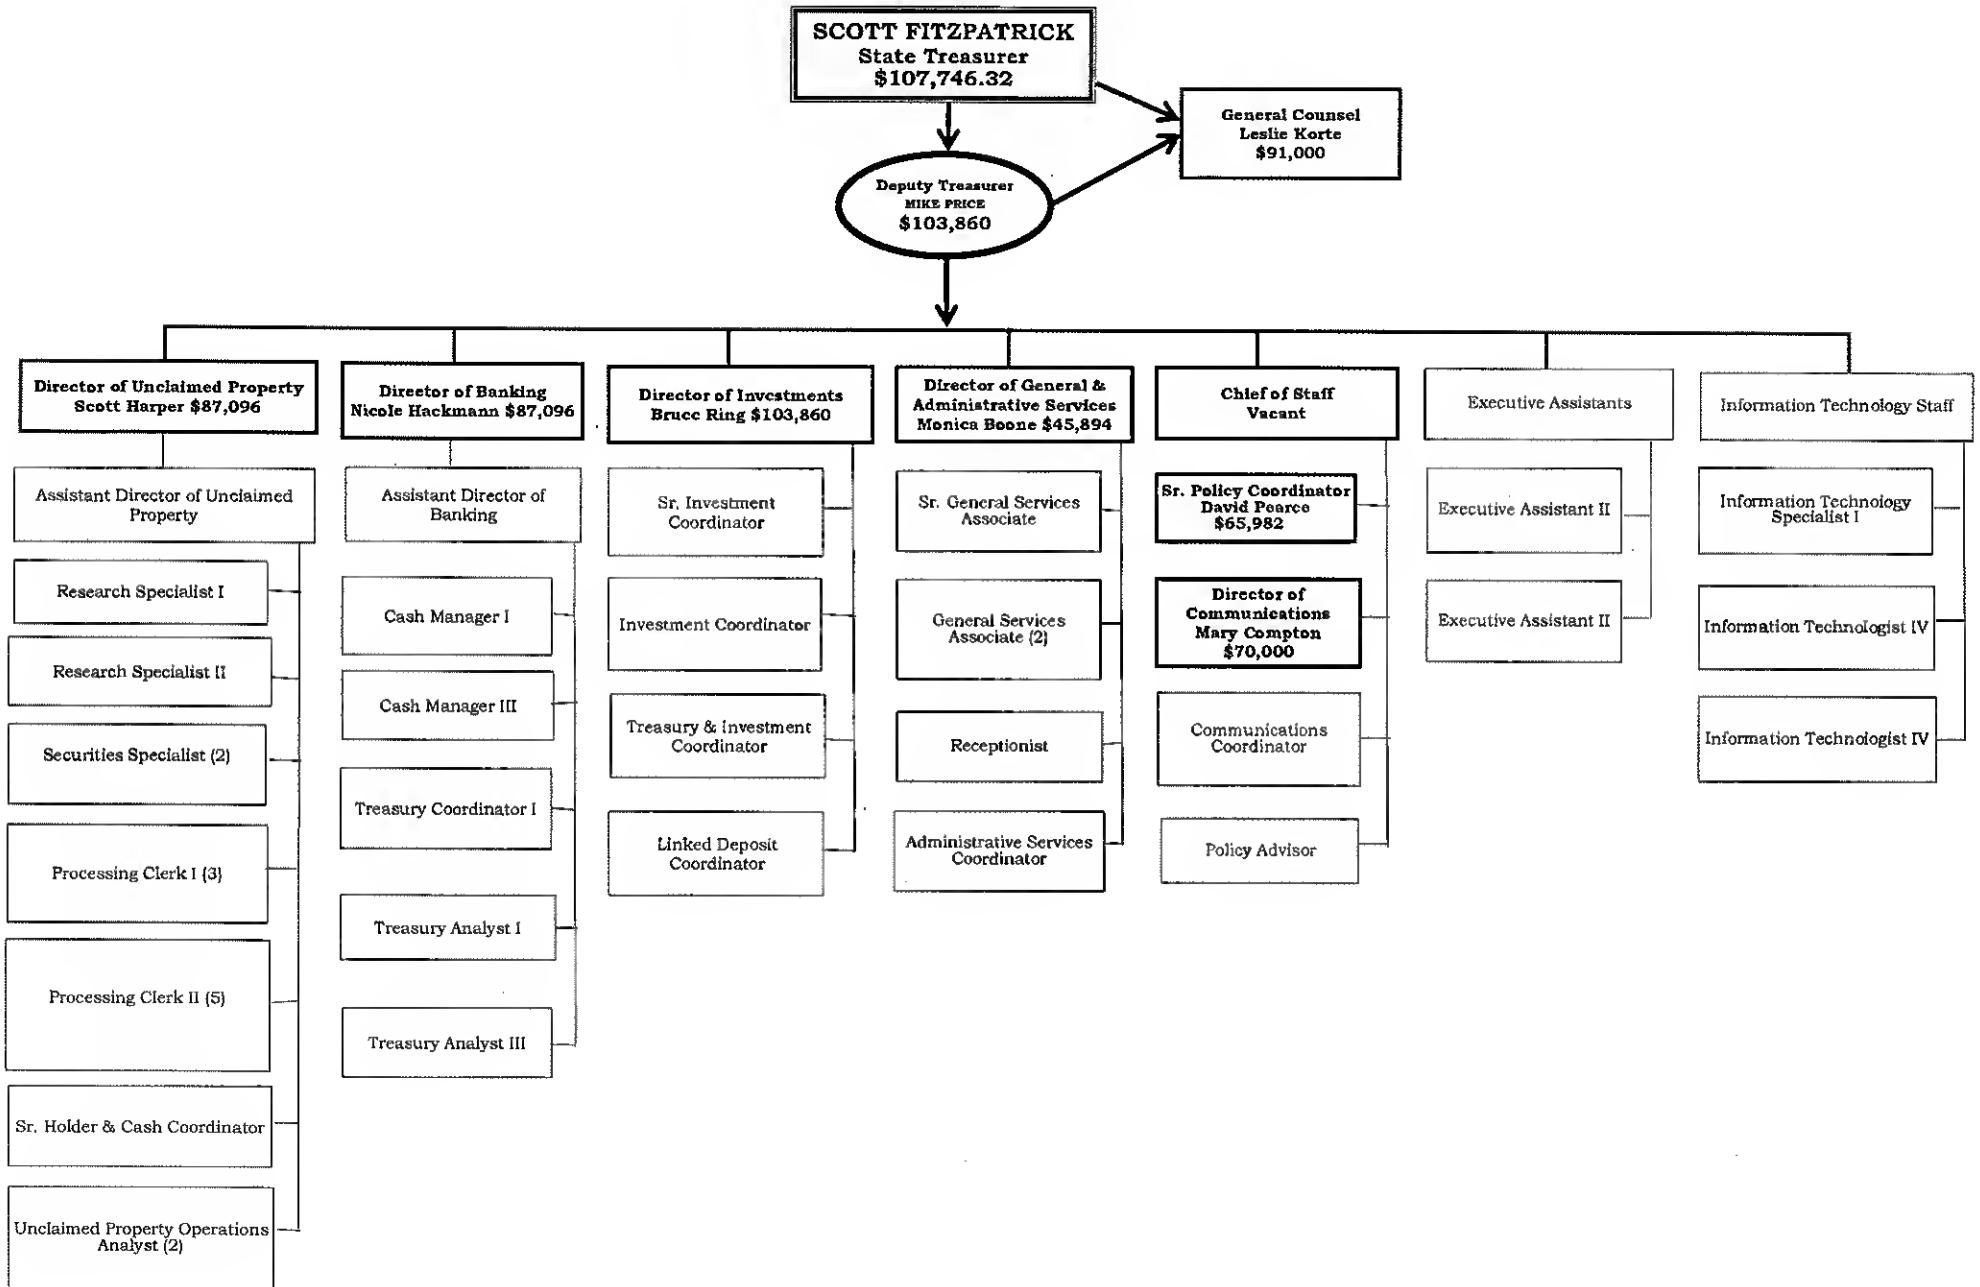 SCOTT FITZPATRICK
State Treasurer
$107,746.32
General Counsel
Leslie Korte
$91,000
Deputy Treasurer
MIKE PRICE
$103,860
Director of Unclaimed Property
Scott Harper $87,096
Director of Banking
Nicole Hackmann $87,096
Director of Investments
Bruce Ring $103,860
Director of General &
Administrative Services
Monica Boone $45,894
Chief of Staff
Vacant
Executive Assistants
Information Technology Staff
Assistant Director of Unclaimed
Property
Research Specialist I
Research Specialist II
Securities Specialist (2)
Processing Clerk I (3)
Processing Clerk II (5)
Sr. Holder & Cash Coordinator
Unclaimed Property Operations
Analyst (2)
Assistant Director of
Banking
Cash Manager I
Cash Manager III
Treasury Coordinator I
Treasury Analyst I
Treasury Analyst III
Sr. Investment
Coordinator
Investment Coordinator
Treasury & Investment
Coordinator
Linked Deposit
Coordinator
Sr. General Services
Associate
General Services
Associate (2)
Receptionist
Administrative Services
Coordinator
Sr. Policy Coordinator
David Pearce
$65,982
Director of
Communications
Mary Compton
$70,000
Communications
Coordinator
Policy Advisor
Executive Assistant II
Executive Assistant II
Information Technology
Specialist I
Information Technologist IV
Information Technologist IV